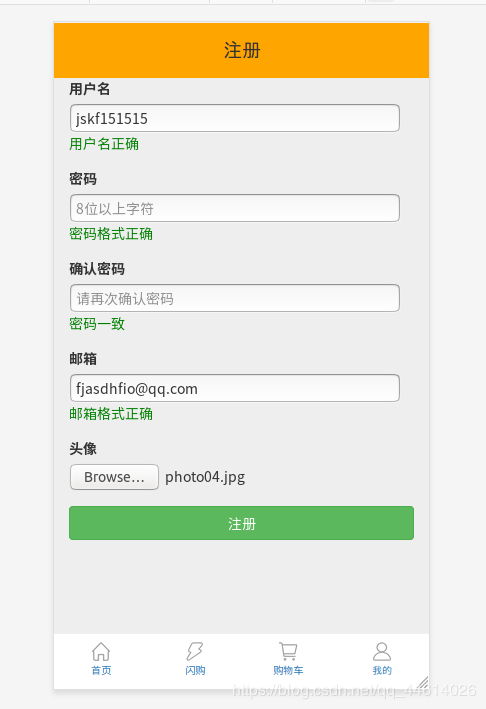 注册
用户名
jskf151515
用户名正确
密码
8位以上字符
密码格式正确
确认密码
请再次确认密码
密码一致
邮箱
fjasdhfio@qq.com
邮箱格式正确
头像
Browse... photo04.jpg
注册
首页 闪购 购物车 我的
https://blog.csdn.net/qq_44614026